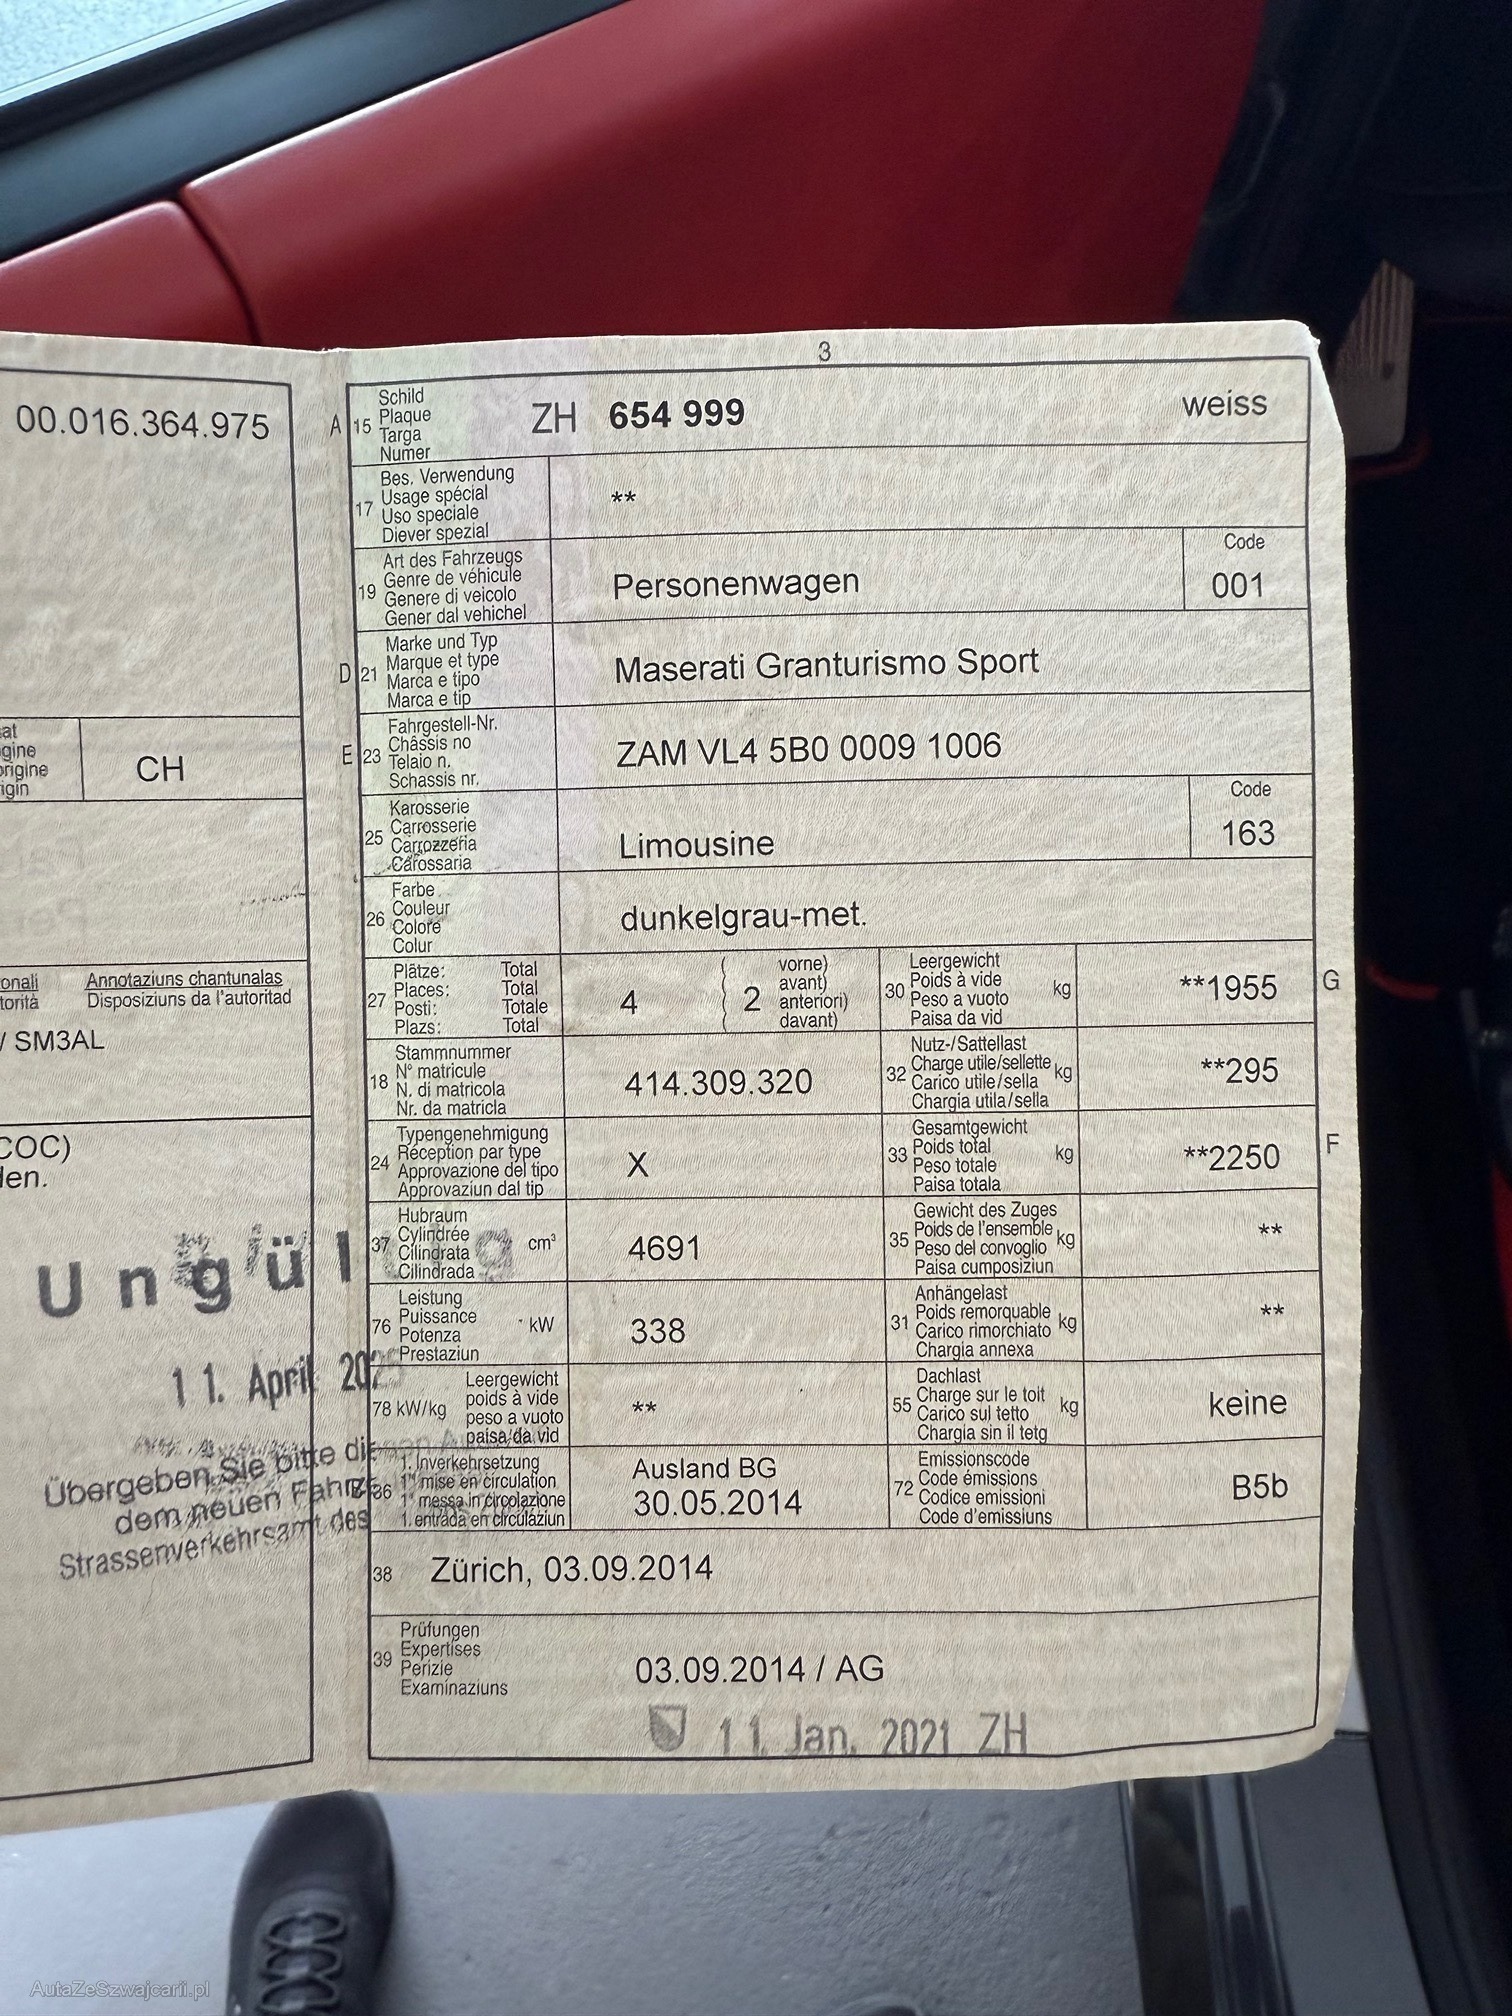 3
00.016.364.975
at
gine
origine
igin
CH
onali Annotaziuns chantunalas
torità Disposiziuns da l'autoritad
/ SM3AL
COC)
den.
Ungül
11. April
Übergeben Sie bitte
dem neuen
Strassenverkehrsamt des
A 15 Schild
Plaque
Targa
Numer
ZH 654 999 weiss
17 Bes. Verwendung
Usage spécial
Uso speciale
Diever spezial
**
19 Art des Fahrzeugs
Genre de véhicule
Genere di veicolo
Gener dal vehichel
Personenwagen
Code
001
D 21 Marke und Typ
Marque et type
Marca e tipo
Marca e tip
Maserati Granturismo Sport
E 23 Fahrgestell-Nr.
Châssis no
Telaio n.
Schassis nr.
ZAM VL4 5B0 0009 1006
25 Karosserie
Carrosserie
Carrozzeria
Carossaria
Limousine
Code
163
26 Farbe
Couleur
Colore
Colur
dunkelgrau-met.
27 Plätze: Total
Places: Total
Posti: Totale
Plazs: Total
4
2
vorne)
avant)
anteriori)
davant)
30 Leergewicht
Poids à vide
Peso a vuoto
Paisa da vid
kg
**1955 G
18 Stammnummer
N° matricule
N. di matricola
Nr. da matricla
414.309.320
32 Nutz-/Sattellast
Charge utile/sellette
Carico utile/sella
Chargia utila/sella
kg
**295
24 Typengenehmigung
Réception par type
Approvazione del tipo
Approvaziun dal tip
X
33 Gesamtgewicht
Poids total
Peso totale
Paisa totala
kg
**2250 F
37 Hubraum
Cylindrée
Cilindrata
Cilindrada
cm³
4691
35 Gewicht des Zuges
Poids de l'ensemble
Peso del convoglio
Paisa cumposiziun
kg
**
76 Leistung
Puissance
Potenza
Prestaziun
kW
338
31 Anhängelast
Poids remorquable
Carico rimorchiato
Chargia annexa
kg
**
78 kW/kg Leergewicht
poids à vide
peso a vuoto
paisa da vid
**
55 Dachlast
Charge sur le toit
Carico sul tetto
Chargia sin il tetg
kg
keine
36 1. Inverkehrsetzung
1re mise en circulation
1a messa in circolazione
1. entrada en circulaziun
Ausland BG
30.05.2014
72 Emissionscode
Code émissions
Codice emissioni
Code d'emissiuns
B5b
38 Zürich, 03.09.2014
39 Prüfungen
Expertises
Perizie
Examinaziuns
03.09.2014 / AG
11. Jan. 2021 ZH
AutaZeSzwajcarii.pl